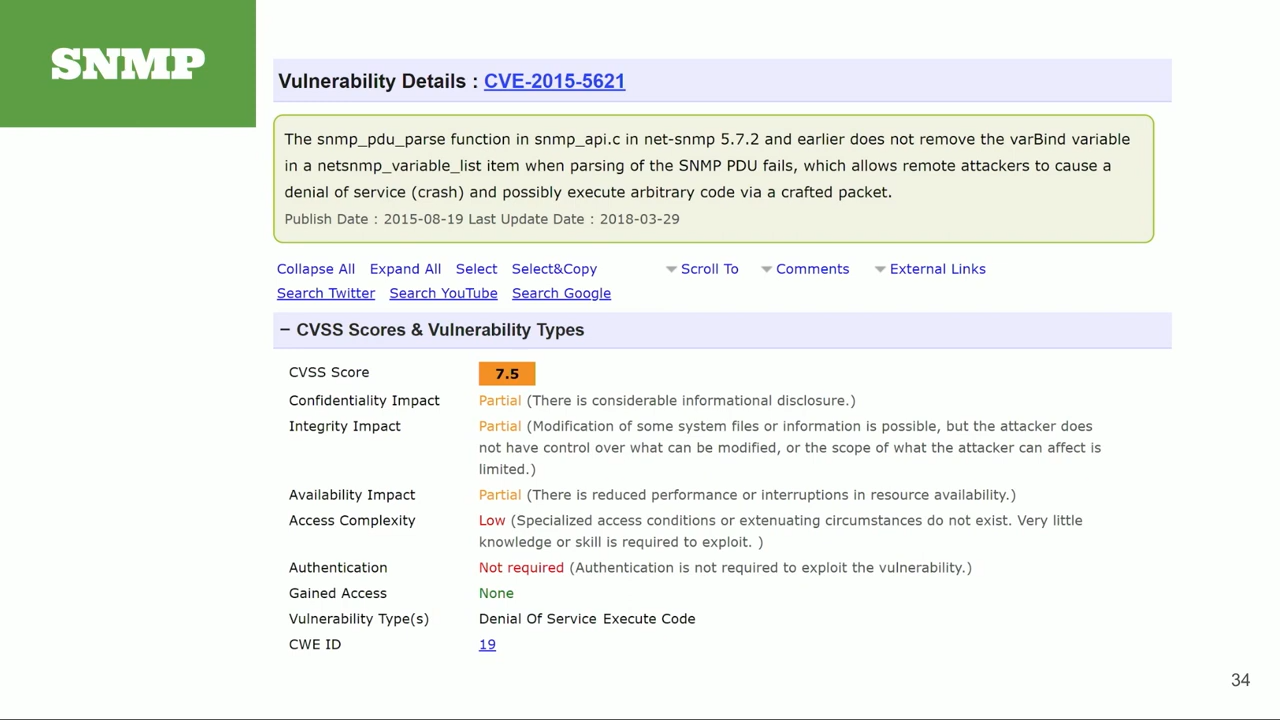 SNMP
Vulnerability Details : CVE-2015-5621
The snmp_pdu_parse function in snmp_api.c in net-snmp 5.7.2 and earlier does not remove the varBind variable
in a netsnmp_variable_list item when parsing of the SNMP PDU fails, which allows remote attackers to cause a
denial of service (crash) and possibly execute arbitrary code via a crafted packet.
Publish Date : 2015-08-19 Last Update Date : 2018-03-29
Collapse All Expand All Select Select&Copy Scroll To Comments External Links
Search Twitter Search YouTube Search Google
− CVSS Scores & Vulnerability Types
CVSS Score 7.5
Confidentiality Impact Partial (There is considerable informational disclosure.)
Integrity Impact Partial (Modification of some system files or information is possible, but the attacker does
not have control over what can be modified, or the scope of what the attacker can affect is
limited.)
Availability Impact Partial (There is reduced performance or interruptions in resource availability.)
Access Complexity Low (Specialized access conditions or extenuating circumstances do not exist. Very little
knowledge or skill is required to exploit. )
Authentication Not required (Authentication is not required to exploit the vulnerability.)
Gained Access None
Vulnerability Type(s) Denial Of Service Execute Code
CWE ID 19
34